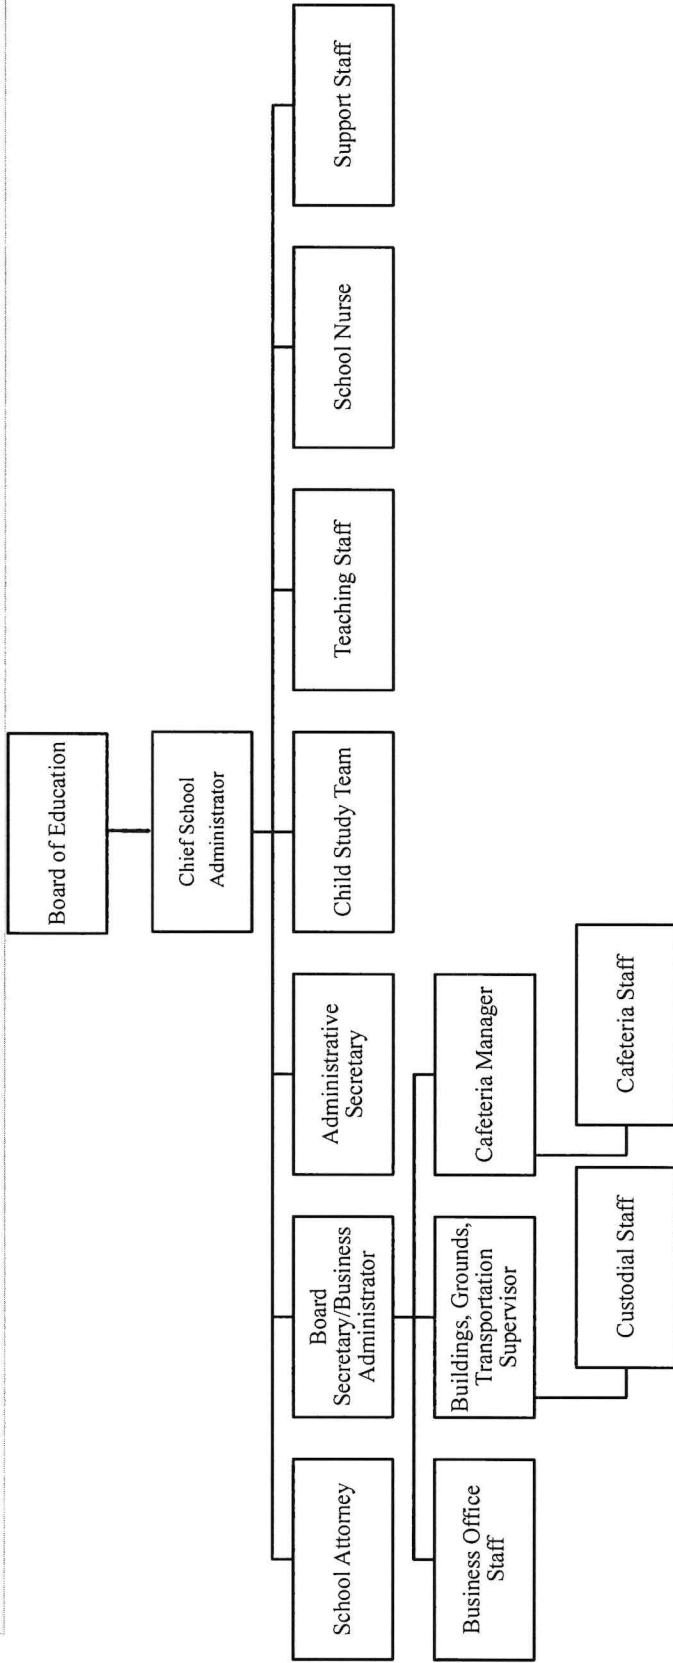 Board of Education
Chief School
Administrator
School Attorney
Board
Secretary/Business
Administrator
Administrative
Secretary
Child Study Team
Teaching Staff
School Nurse
Support Staff
Business Office
Staff
Buildings, Grounds,
Transportation
Supervisor
Cafeteria Manager
Custodial Staff
Cafeteria Staff